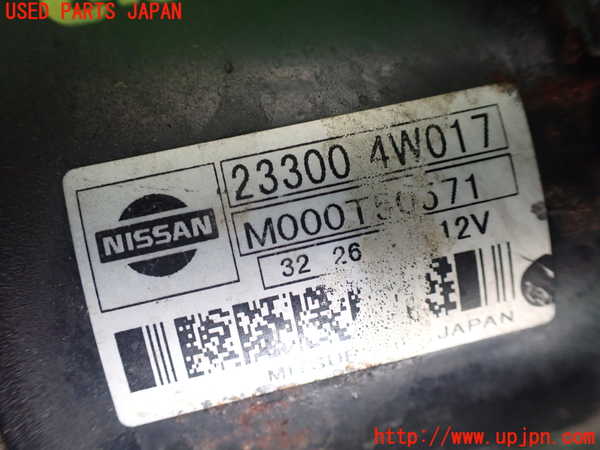 USED PARTS JAPAN
NISSAN
23300 4W017
32 26
12V
JAPAN
http://www.upjpn.com/